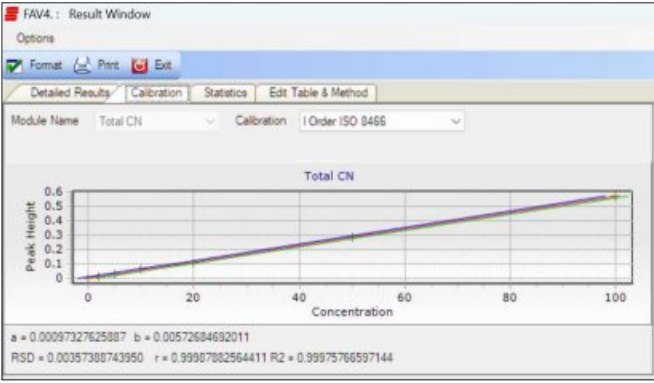 FAV4. : Result Window
Options
Format Print Exit
Detailed Results Calibration Statistics Edit Table & Method
Module Name Total CN Calibration I Order ISO 8466
Total CN
0.6
0.5
0.4
0.3
0.2
0.1
0
Peak Height
0 20 40 60 80 100
Concentration
a = 0.00097327625887 b = 0.00572684692011
RSD = 0.00357388743950 r = 0.99987882564411 R2 = 0.99975766597144